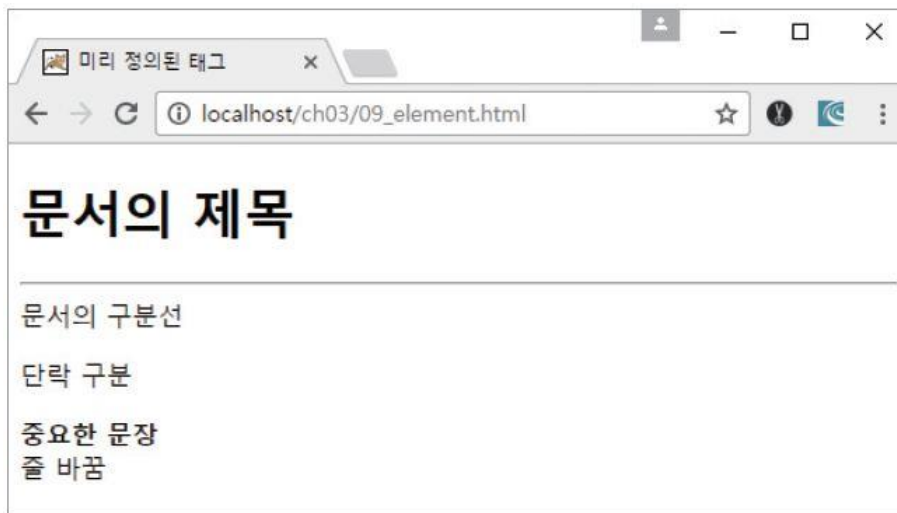 미리 정의된 태그
localhost/ch03/09_element.html
문서의 제목
문서의 구분선
단락 구분
중요한 문장
줄 바꿈